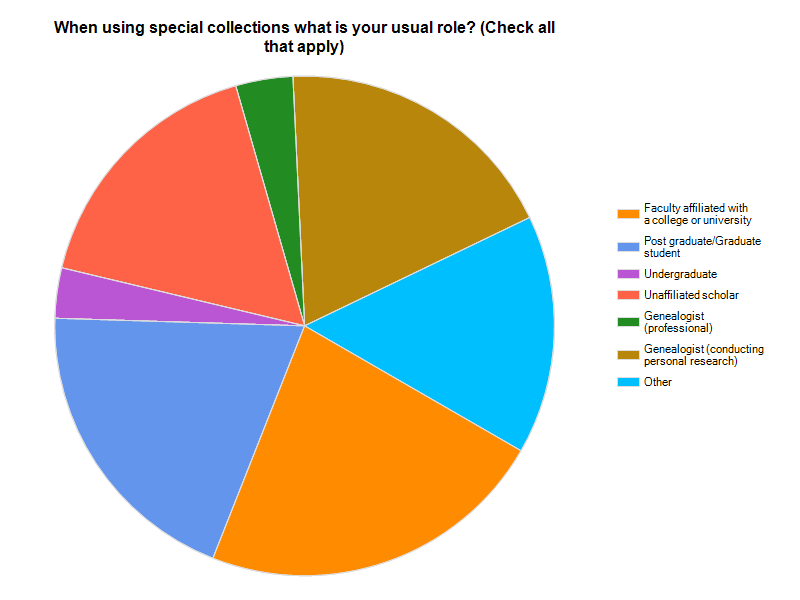 When using special collections what is your usual role? (Check all
that apply)
Faculty affiliated with
a college or university
Post graduate/Graduate
student
Undergraduate
Unaffiliated scholar
Genealogist
(professional)
Genealogist (conducting
personal research)
Other